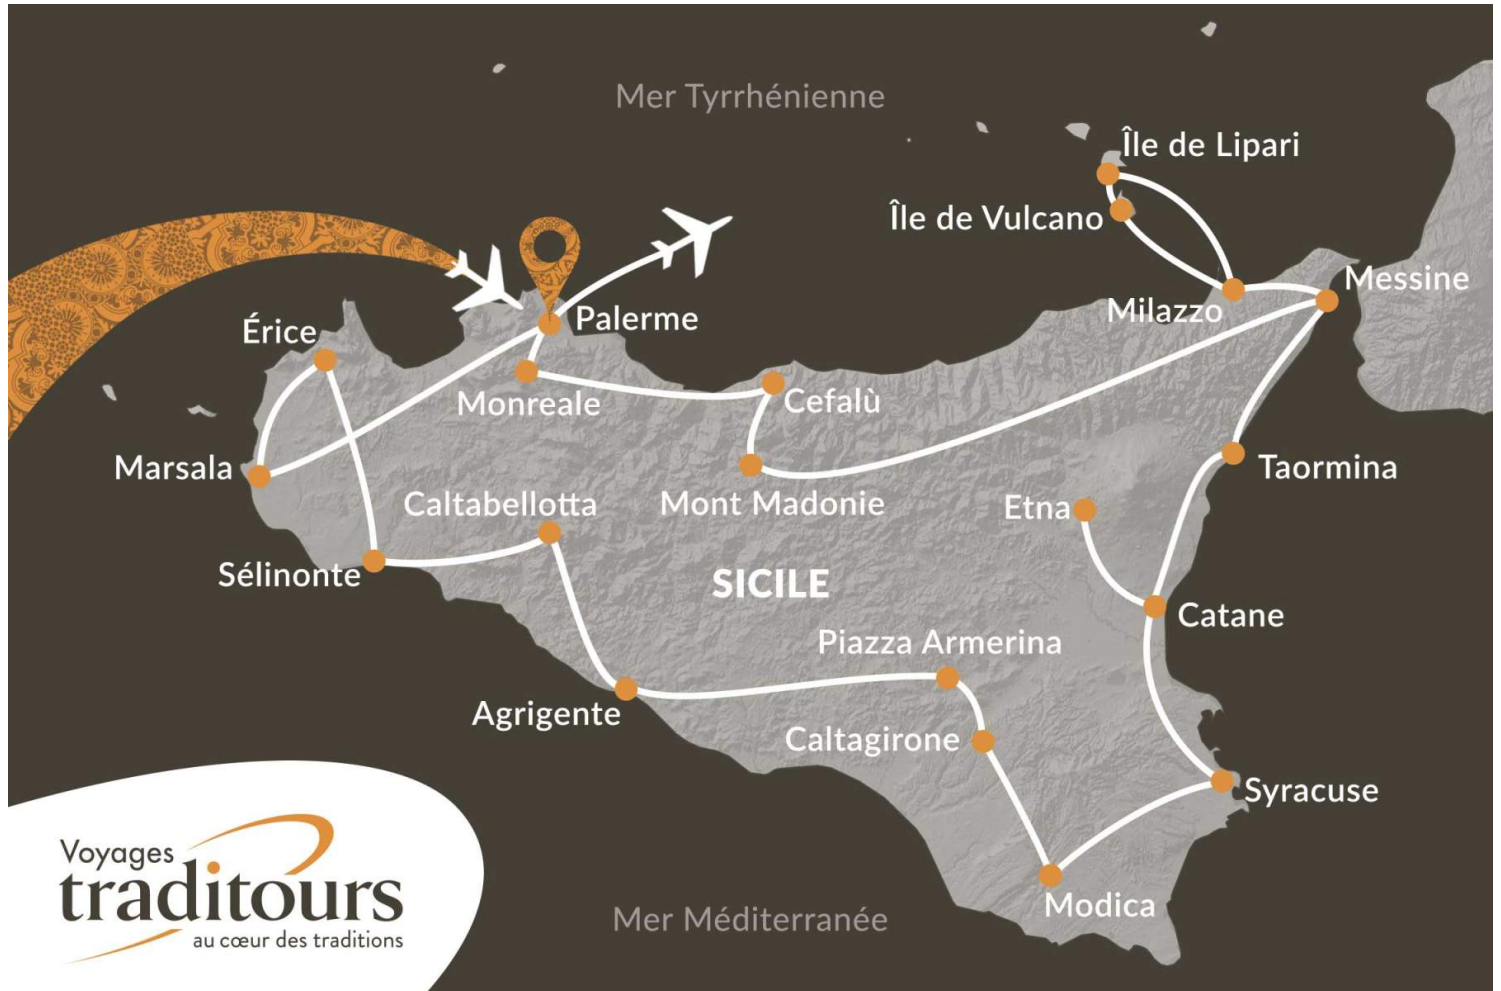 Mer Tyrrhénienne
Île de Lipari
Île de Vulcano
Messine
Milazzo
Palerme
Érice
Monreale
Cefalù
Marsala
Taormina
Caltabellotta
Mont Madonie
Etna
Sélinonte
SICILE
Catane
Piazza Armerina
Agrigente
Caltagirone
Syracuse
Voyages
traditours
au cœur des traditions
Modica
Mer Méditerranée